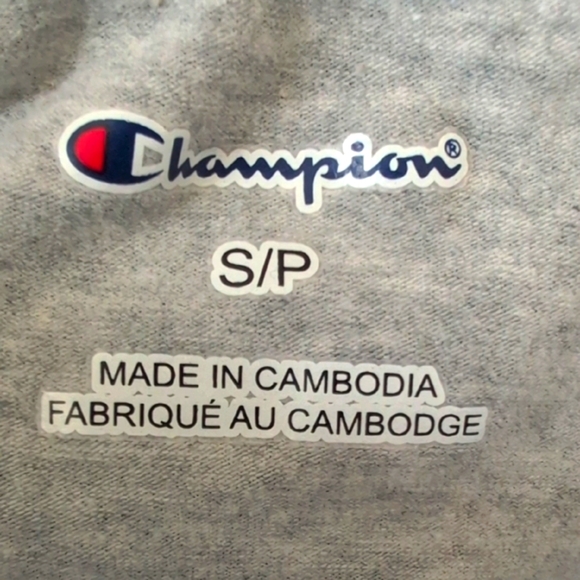 Champion®
S/P
MADE IN CAMBODIA
FABRIQUÉ AU CAMBODGE